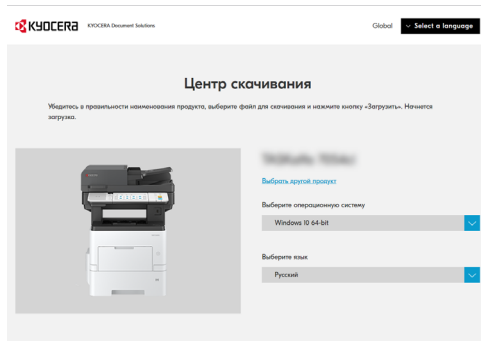 KYOCERA KYOCERA Document Solutions Global Select a language
Центр скачивания
Убедитесь в правильности наименования продукта, выберите файл для скачивания и нажмите кнопку «Загрузить». Начнется
загрузка.
Выбрать другой продукт
Выберите операционную систему
Windows 10 64-bit
Выберите язык
Русский